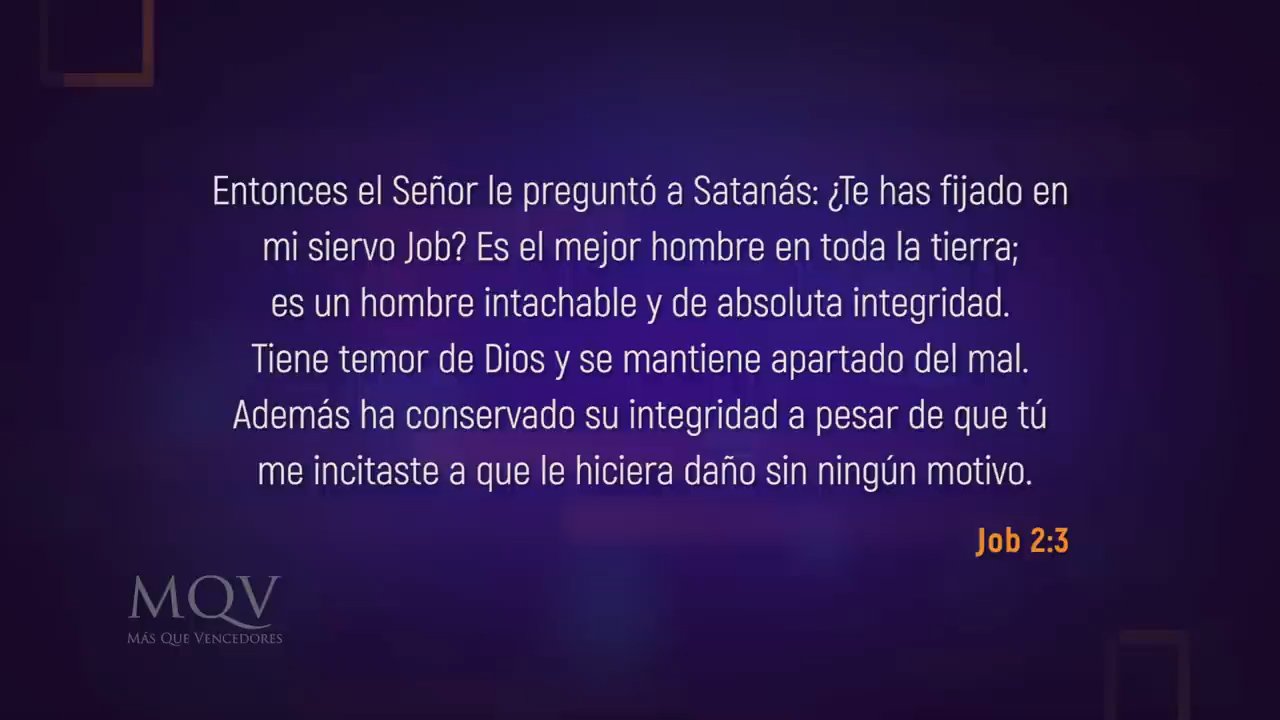 Entonces el Señor le preguntó a Satanás: ¿Te has fijado en
mi siervo Job? Es el mejor hombre en toda la tierra;
es un hombre intachable y de absoluta integridad.
Tiene temor de Dios y se mantiene apartado del mal.
Además ha conservado su integridad a pesar de que tú
me incitaste a que le hiciera daño sin ningún motivo.
Job 2:3
MQV
MÁS QUE VENCEDORES